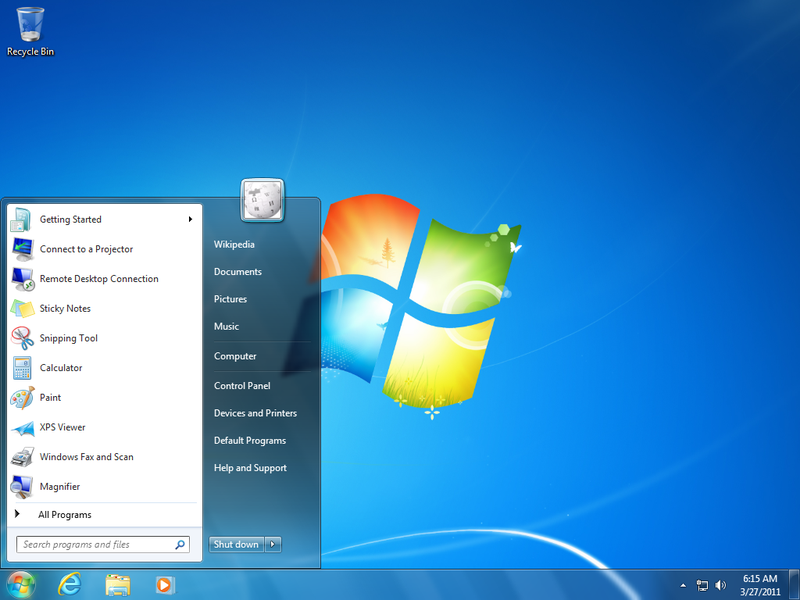 Recycle Bin
Getting Started
Connect to a Projector
Remote Desktop Connection
Sticky Notes
Snipping Tool
Calculator
Paint
XPS Viewer
Windows Fax and Scan
Magnifier
All Programs
Search programs and files
Wikipedia
Documents
Pictures
Music
Computer
Control Panel
Devices and Printers
Default Programs
Help and Support
Shut down
6:15 AM
3/27/2011